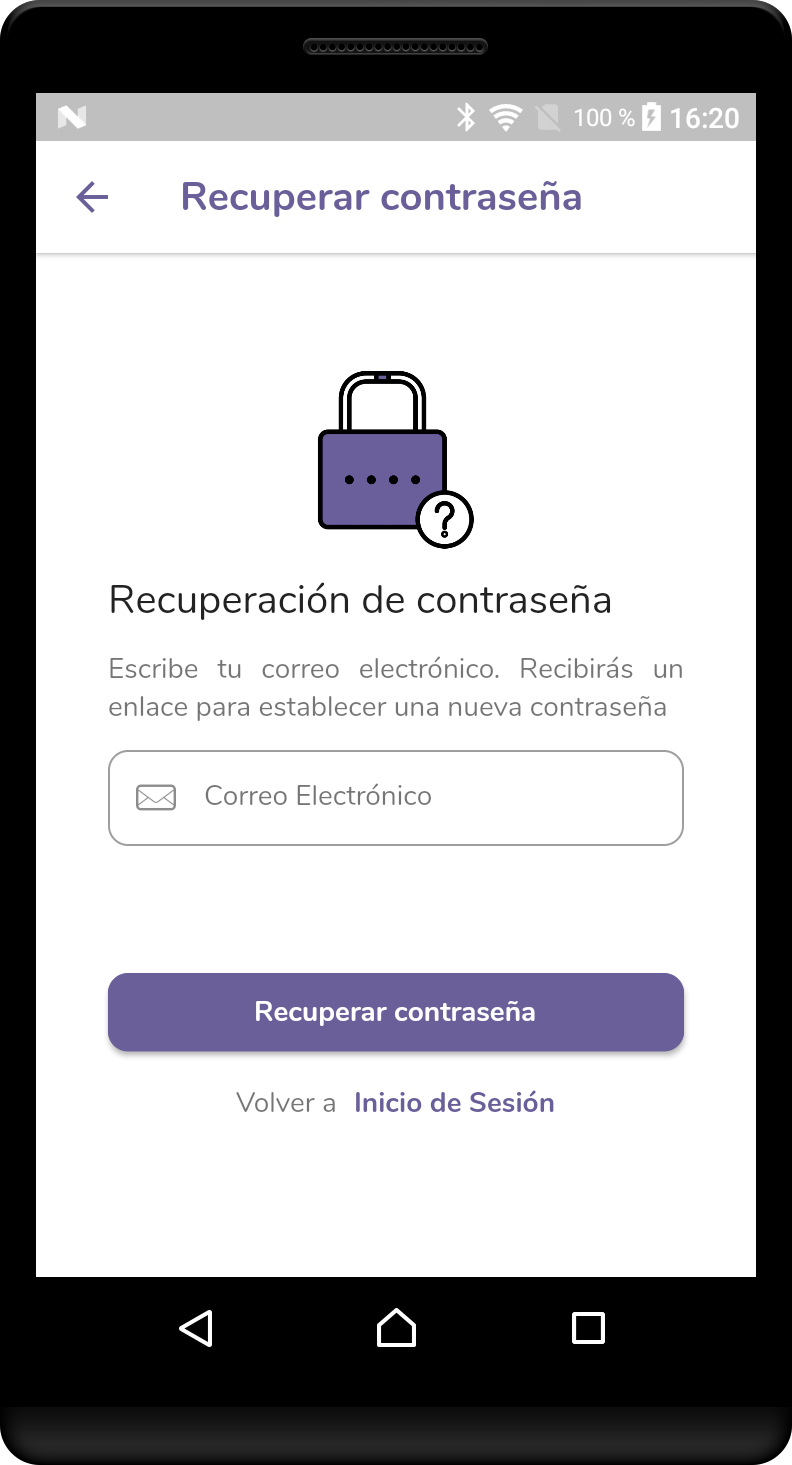 100 % 16:20
Recuperar contraseña
?
Recuperación de contraseña
Escribe tu correo electrónico. Recibirás un
enlace para establecer una nueva contraseña
Correo Electrónico
Recuperar contraseña
Volver a Inicio de Sesión